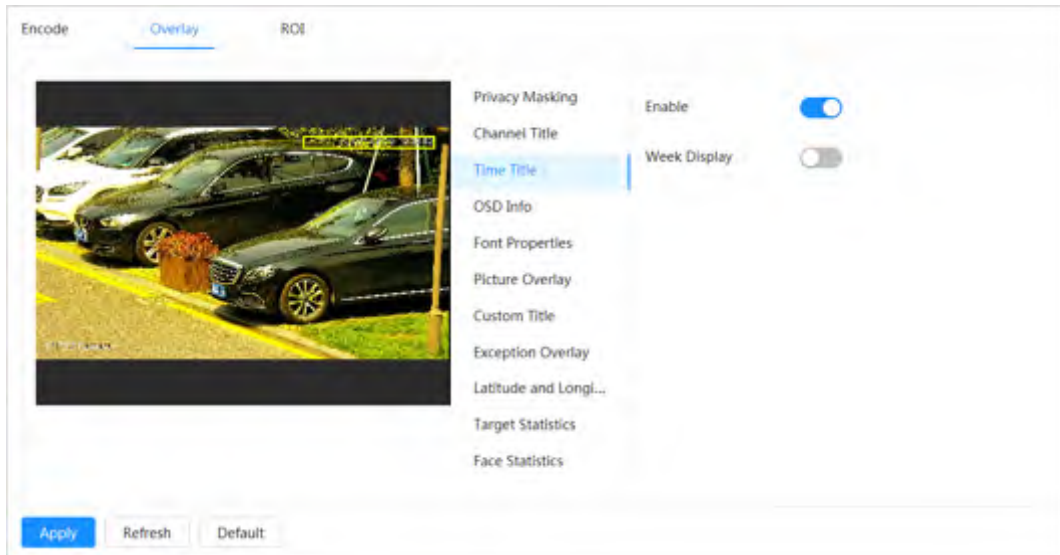 Encode Overlay ROI
Privacy Masking
Enable
Channel Title
Week Display
Time Title
OSD Info
Font Properties
Picture Overlay
Custom Title
Exception Overlay
Latitude and Longi...
Target Statistics
Face Statistics
Apply Refresh Default